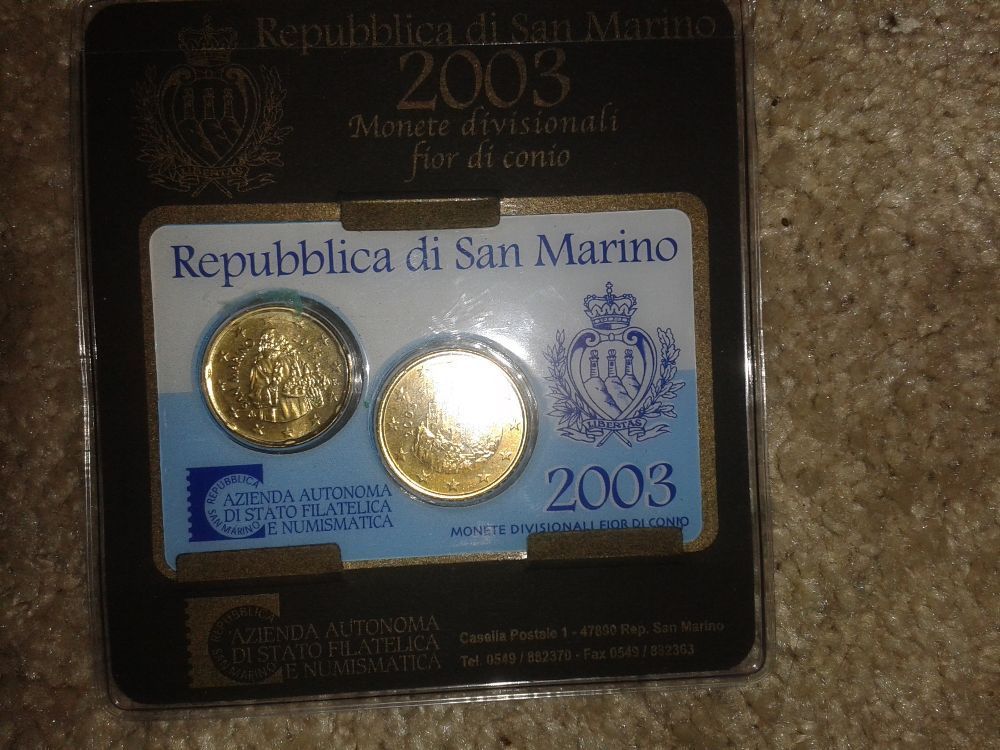 Repubblica di San Marino
2003
Monete divisionali
fior di conio
LIBERTAS
Repubblica di San Marino
LIBERTAS
2003
MONETE DIVISIONALI FIOR DI CONIO
REPUBBLICA
SAN MARINO
AZIENDA AUTONOMA
DI STATO FILATELICA
E NUMISMATICA
REPUBBLICA
SAN MARINO
AZIENDA AUTONOMA
DI STATO FILATELICA
E NUMISMATICA
Casella Postale 1 - 47890 Rep. San Marino
Tel. 0549 / 882370 - Fax 0549 / 882363